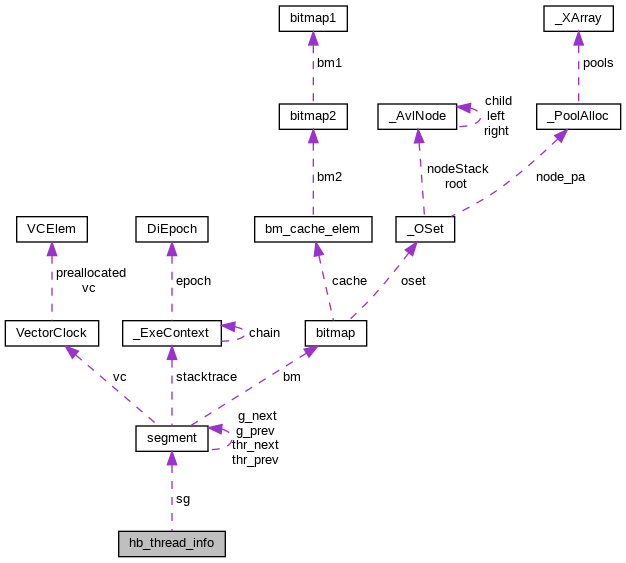 bitmap1
_XArray
bm1
pools
bitmap2
_AvlNode
child
left
right
_PoolAlloc
bm2
nodeStack
root
node_pa
VCElem
DiEpoch
bm_cache_elem
_OSet
preallocated
vc
epoch
cache
oset
VectorClock
_ExeContext
chain
bitmap
vc
stacktrace
bm
segment
g_next
g_prev
thr_next
thr_prev
sg
hb_thread_info